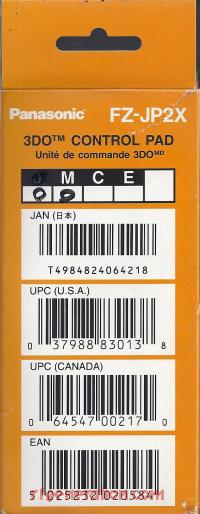 Panasonic FZ-JP2X
3DO™ CONTROL PAD
Unité de commande 3DOᴹᴰ
M C E
JAN (日本)
T4984824064218
UPC (U.S.A.)
0 37988 83013 8
UPC (CANADA)
0 64547 00217 0
EAN